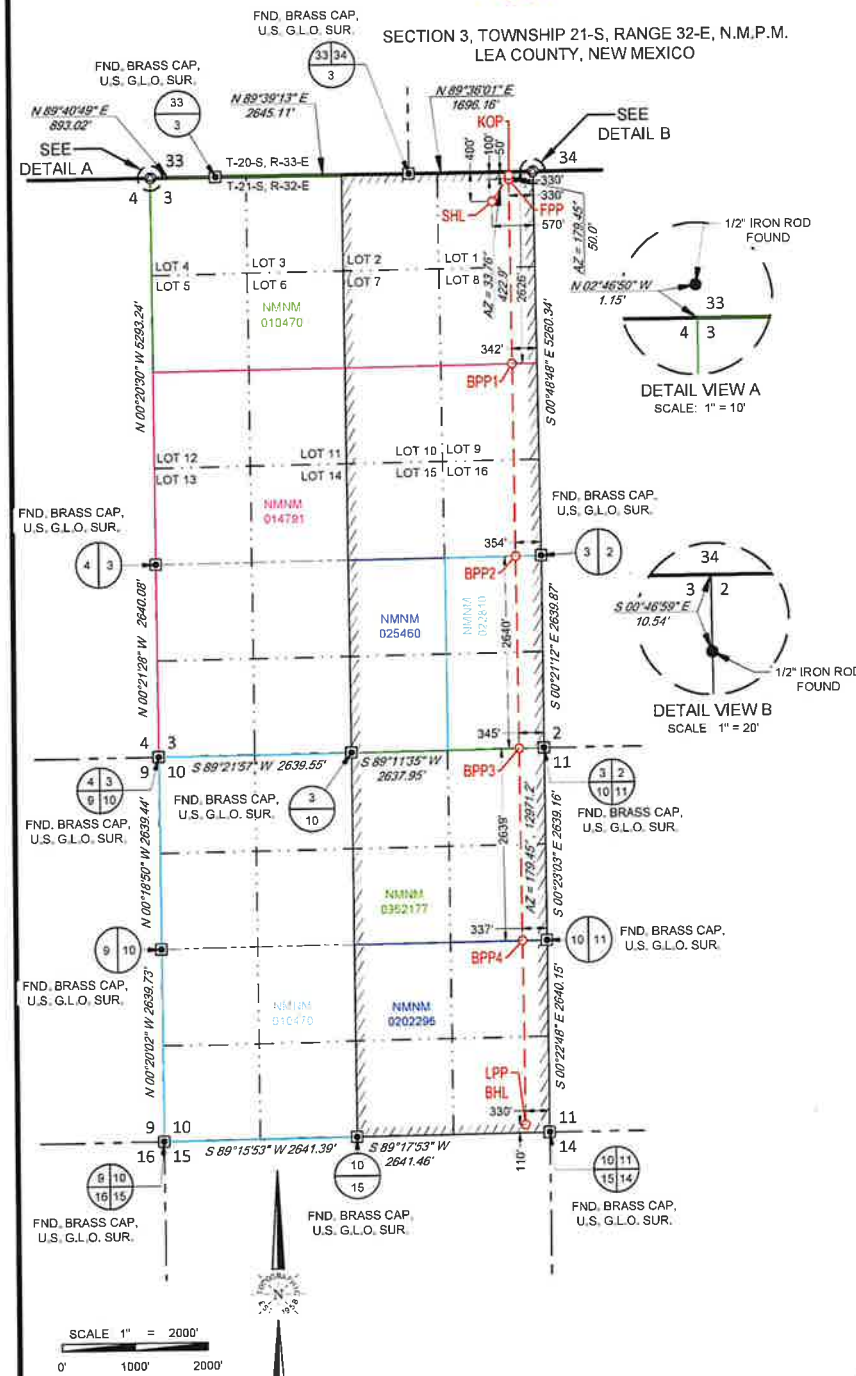 SECTION 3, TOWNSHIP 21-S, RANGE 32-E, N.M.P.M.
LEA COUNTY, NEW MEXICO
FND. BRASS CAP,
U.S. G.L.O. SUR.
33 34
3
FND. BRASS CAP,
U.S. G.L.O. SUR.
33
3
N 89°40'49" E
893.02'
N 89°39'13" E
2645.11'
N 89°36'01" E
1696.16'
KOP
SEE
DETAIL A
SEE
DETAIL B
33
34
T-20-S, R-33-E
T-21-S, R-32-E
4 3
400'
100'
50'
330'
330'
SHL
FPP
570'
AZ = 179.45°
50.0'
AZ = 33.76°
422.9'
2626'
LOT 4
LOT 5
LOT 3
LOT 6
LOT 2
LOT 7
LOT 1
LOT 8
NMNM
010470
N 00°20'30" W 5293.24'
S 00°48'48" E 5260.34'
342'
BPP1
1/2" IRON ROD
FOUND
N 02°46'50" W
1.15'
33
4 3
DETAIL VIEW A
SCALE: 1" = 10'
LOT 12
LOT 13
LOT 11
LOT 14
LOT 10
LOT 15
LOT 9
LOT 16
NMNM
014791
FND. BRASS CAP,
U.S. G.L.O. SUR.
4 3
FND. BRASS CAP,
U.S. G.L.O. SUR.
3 2
354'
BPP2
NMNM
025460
NMNM
022810
2640'
N 00°21'28" W 2640.08'
S 00°21'12" E 2639.87'
34
3 2
S 00°46'59" E
10.54'
1/2" IRON ROD
FOUND
DETAIL VIEW B
SCALE 1" = 20'
345'
BPP3
4 3
9 10
2
11
S 89°21'57" W 2639.55'
S 89°11'35" W
2637.95'
4 3
9 10
FND. BRASS CAP,
U.S. G.L.O. SUR.
FND. BRASS CAP,
U.S. G.L.O. SUR.
3
10
3 2
10 11
FND. BRASS CAP,
U.S. G.L.O. SUR.
N 00°18'50" W 2639.44'
2639'
AZ = 179.45°, 12971.2'
S 00°23'03" E 2639.16'
NMNM
0352177
337'
BPP4
9 10
FND. BRASS CAP,
U.S. G.L.O. SUR.
10 11
FND. BRASS CAP,
U.S. G.L.O. SUR.
NMNM
010470
NMNM
0202296
N 00°20'02" W 2639.73'
S 00°22'48" E 2640.15'
LPP
BHL
330'
110'
9 10
16 15
11
14
S 89°15'53" W 2641.39'
S 89°17'53" W
2641.46'
9 10
16 15
FND. BRASS CAP,
U.S. G.L.O. SUR.
10
15
FND. BRASS CAP,
U.S. G.L.O. SUR.
10 11
15 14
FND. BRASS CAP,
U.S. G.L.O. SUR.
TOPOGRAPHIC
N
EST. 1958
SCALE 1" = 2000'
0' 1000' 2000'